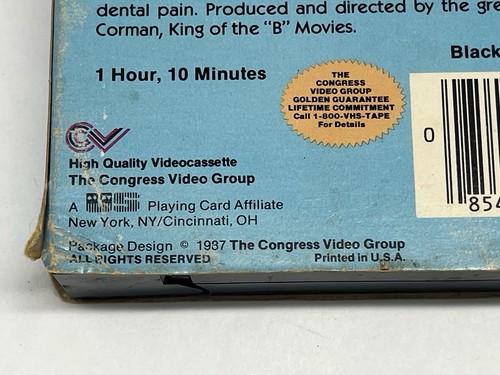 dental pain. Produced and directed by the gre
Corman, King of the "B" Movies.
Black
1 Hour, 10 Minutes
THE
CONGRESS
VIDEO GROUP
GOLDEN GUARANTEE
LIFETIME COMMITMENT
Call 1-800-VHS-TAPE
For Details
CV
High Quality Videocassette
The Congress Video Group
A Playing Card Affiliate
New York, NY/Cincinnati, OH
0
854
Package Design © 1987 The Congress Video Group
ALL RIGHTS RESERVED
Printed in U.S.A.